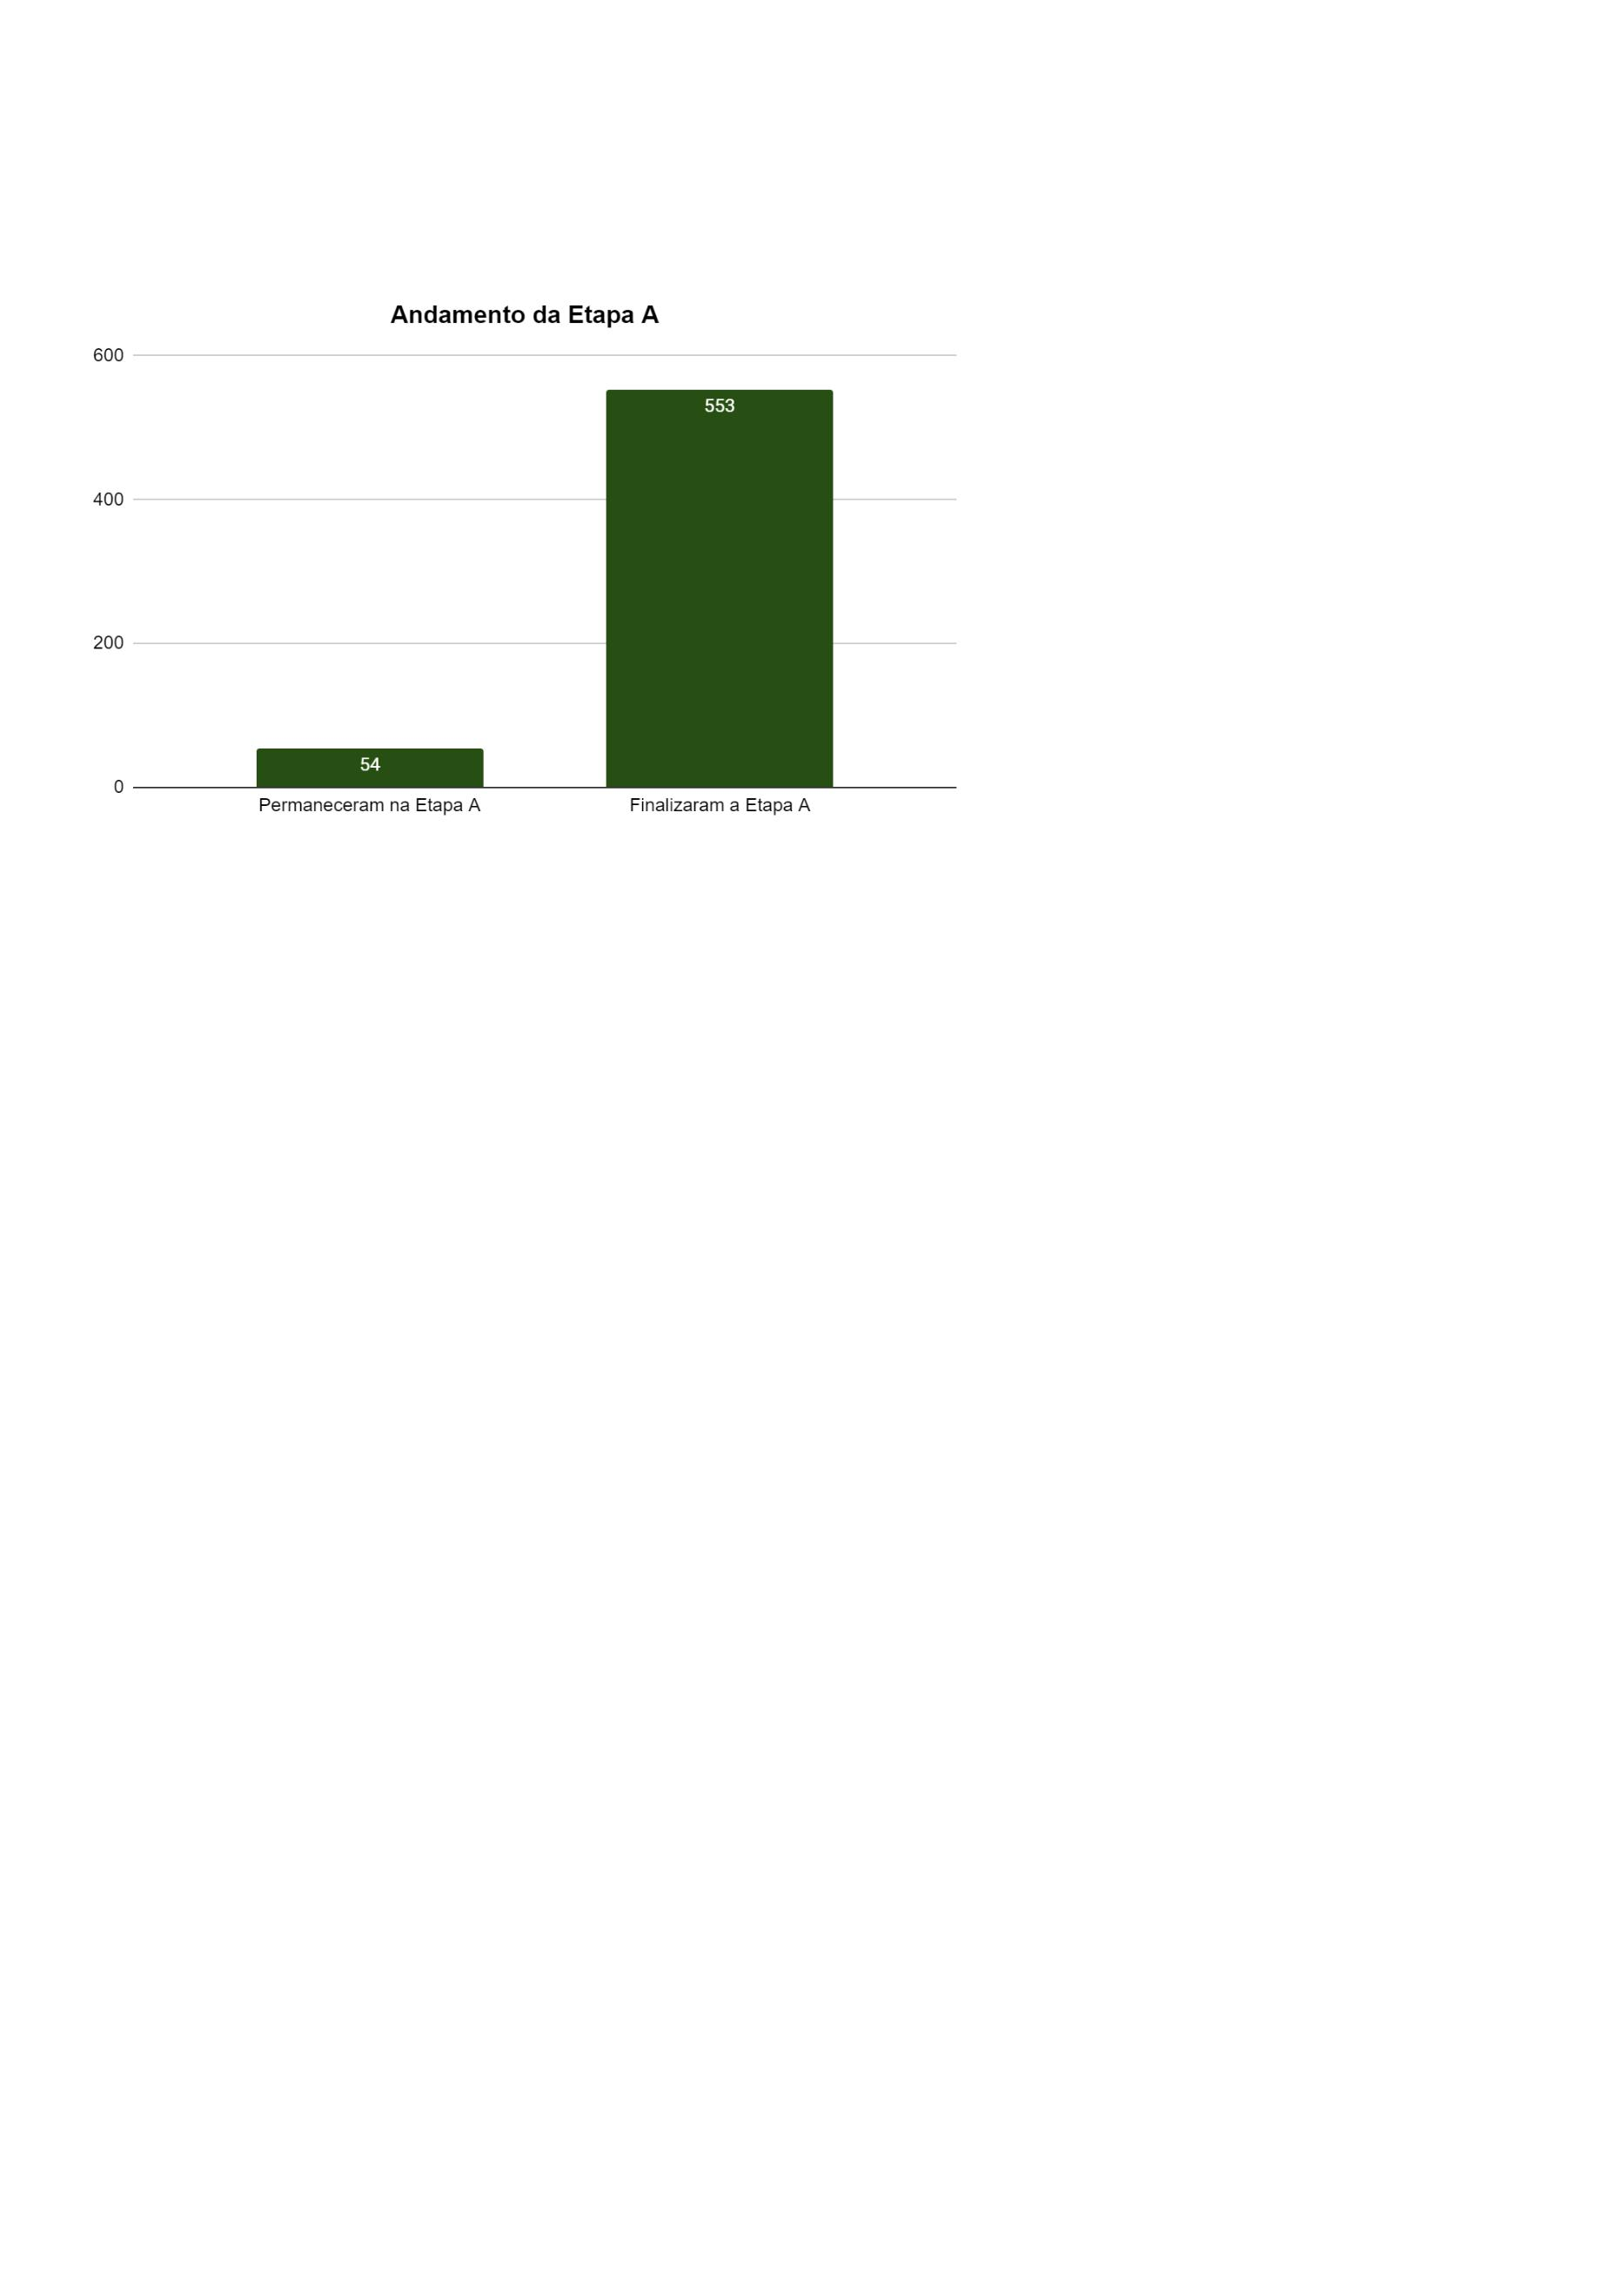 Andamento da Etapa A
600
553
400
200
54
0
Permaneceram na Etapa A
Finalizaram a Etapa A